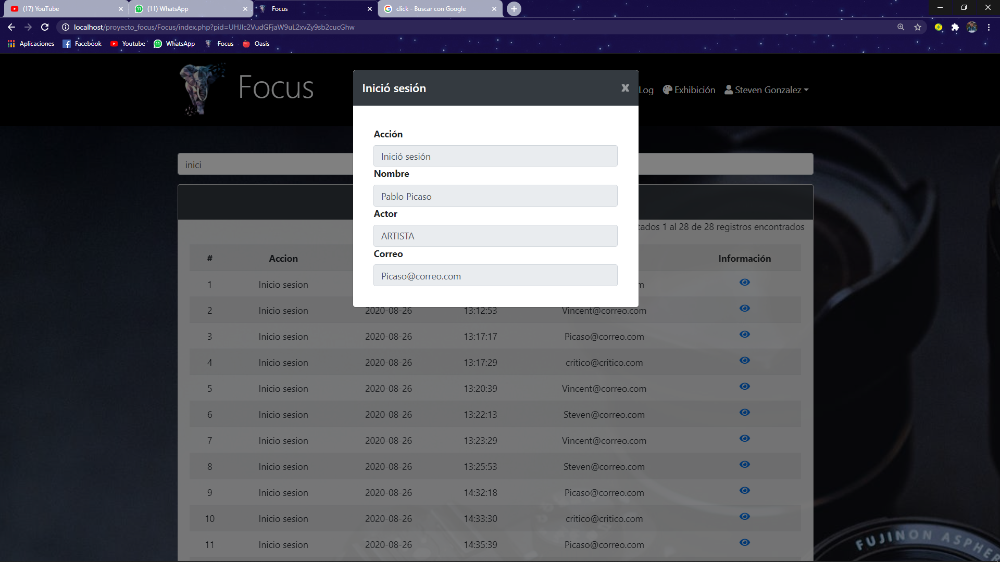 (17) YouTube
(11) WhatsApp
Focus
click - Buscar con Google
localhost/proyecto_focus/Focus/index.php?pid=UHJlc2VudGFjaW9uL2xvZy9sb2cucGhw
Aplicaciones
Facebook
Youtube
WhatsApp
Focus
Oasis
Focus
Log
Exhibición
Steven Gonzalez
Inició sesión
x
Acción
Inició sesión
Nombre
Pablo Picaso
Actor
ARTISTA
Correo
Picaso@correo.com
inici
tados 1 al 28 de 28 registros encontrados
# Accion Información
1 Inicio sesion m
2 Inicio sesion 2020-08-26 13:12:53 Vincent@correo.com
3 Inicio sesion 2020-08-26 13:17:17 Picaso@correo.com
4 Inicio sesion 2020-08-26 13:17:29 critico@critico.com
5 Inicio sesion 2020-08-26 13:20:39 Vincent@correo.com
6 Inicio sesion 2020-08-26 13:22:13 Steven@correo.com
7 Inicio sesion 2020-08-26 13:23:29 Vincent@correo.com
8 Inicio sesion 2020-08-26 13:25:53 Steven@correo.com
9 Inicio sesion 2020-08-26 14:32:18 Picaso@correo.com
10 Inicio sesion 2020-08-26 14:33:30 critico@critico.com
11 Inicio sesion 2020-08-26 14:35:39 Picaso@correo.com
FUJINON ASPHE